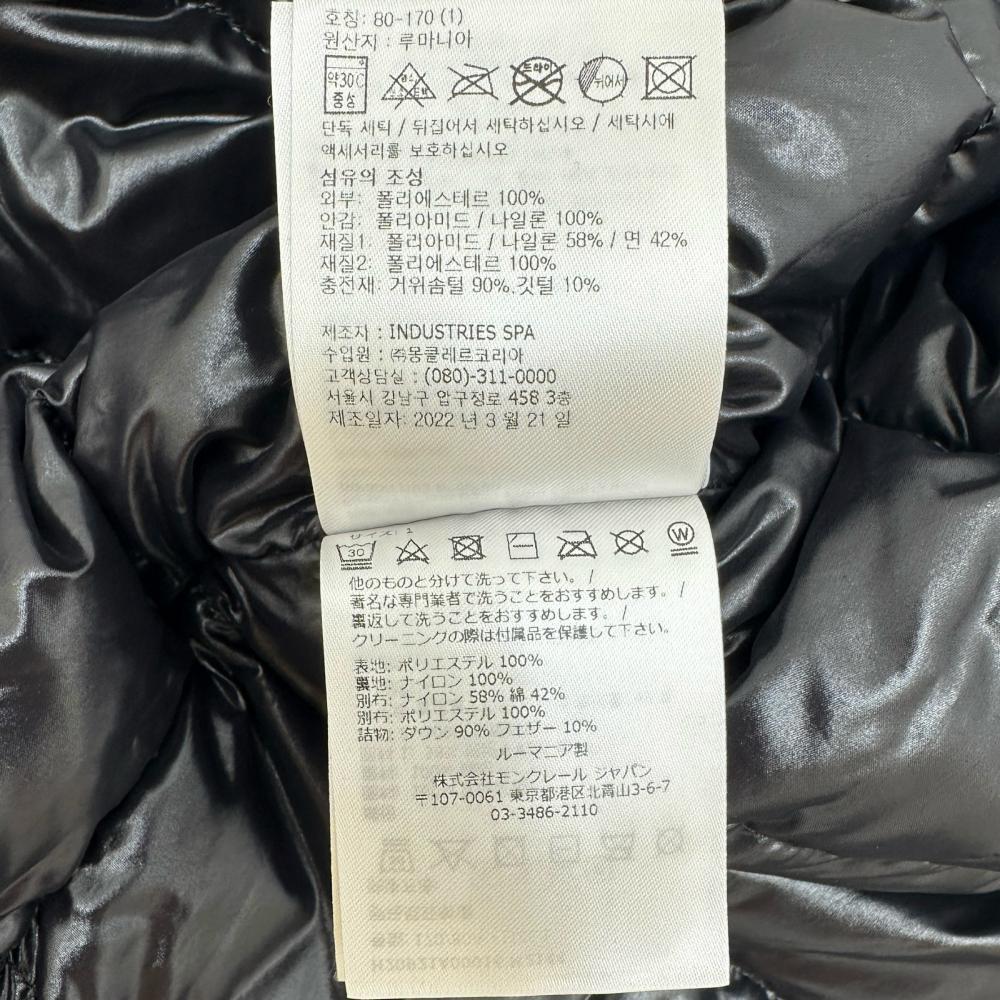 호칭: 80-170 (1)
원산지 : 루마니아
약30℃
중성
드라이
뉘어서
단독 세탁 / 뒤집어서 세탁하십시오 / 세탁시에
액세서리를 보호하십시오
섬유의 조성
외부: 폴리에스테르 100%
안감: 폴리아미드 / 나일론 100%
재질1: 폴리아미드 / 나일론 58% / 면 42%
재질2: 폴리에스테르 100%
충전재: 거위솜털 90%.깃털 10%
제조자 : INDUSTRIES SPA
수입원 : ㈜몽클레르코리아
고객상담실 : (080)-311-0000
서울시 강남구 압구정로 458 3층
제조일자: 2022 년 3 월 21 일
サイズ: 1
30
W
他のものと分けて洗って下さい。 /
著名な専門業者で洗うことをおすすめします。 /
裏返して洗うことをおすすめします。 /
クリーニングの際は付属品を保護して下さい。
表地: ポリエステル 100%
裏地: ナイロン 100%
別布: ナイロン 58% 綿 42%
別布: ポリエステル 100%
詰物: ダウン 90% フェザー 10%
ルーマニア製
株式会社モンクレール ジャパン
〒107-0061 東京都港区北青山3-6-7
03-3486-2110